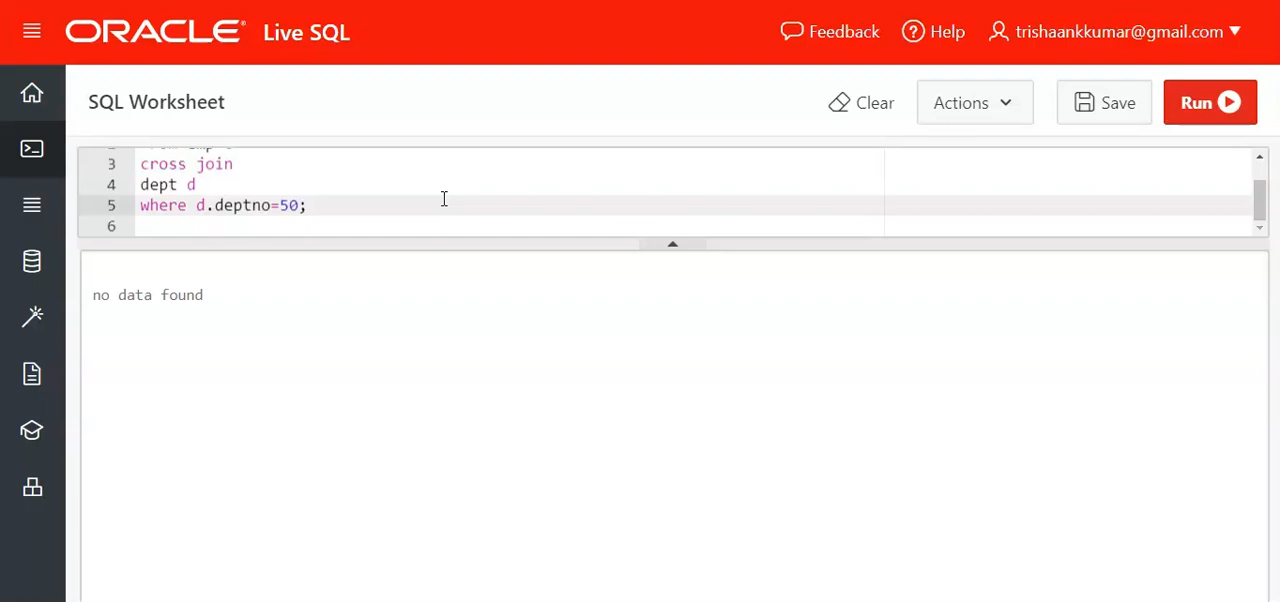 ORACLE® Live SQL
Feedback
Help
trishaankkumar@gmail.com
SQL Worksheet
Clear
Actions
Save
Run
3 cross join
4 dept d
5 where d.deptno=50;
6
no data found